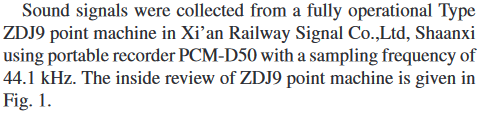 Sound signals were collected from a fully operational Type
ZDJ9 point machine in Xi’an Railway Signal Co.,Ltd, Shaanxi
using portable recorder PCM-D50 with a sampling frequency of
44.1 kHz. The inside review of ZDJ9 point machine is given in
Fig. 1.